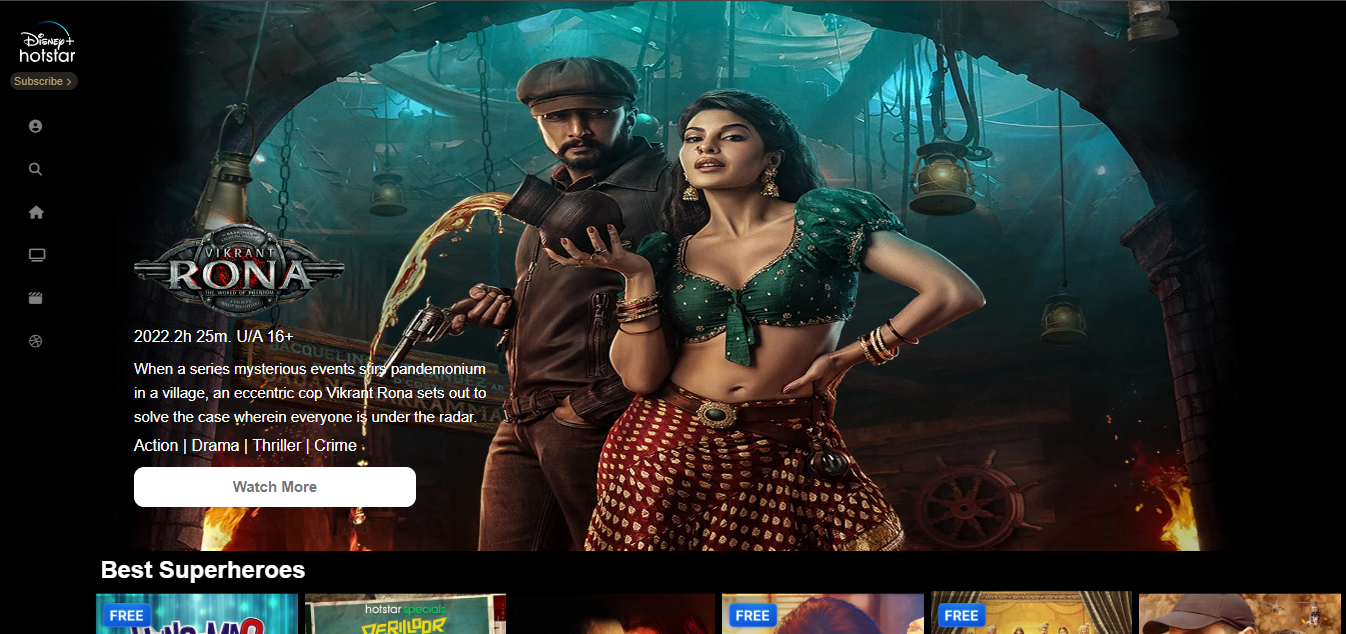 Disney+
hotstar
Subscribe >
VIKRANT
RONA
THE WORLD OF PHANTOM
2022.2h 25m. U/A 16+
When a series mysterious events stirs pandemonium
in a village, an eccentric cop Vikrant Rona sets out to
solve the case wherein everyone is under the radar.
Action | Drama | Thriller | Crime
Watch More
Best Superheroes
FREE
hotstar specials
PERILLOOR
FREE
FREE